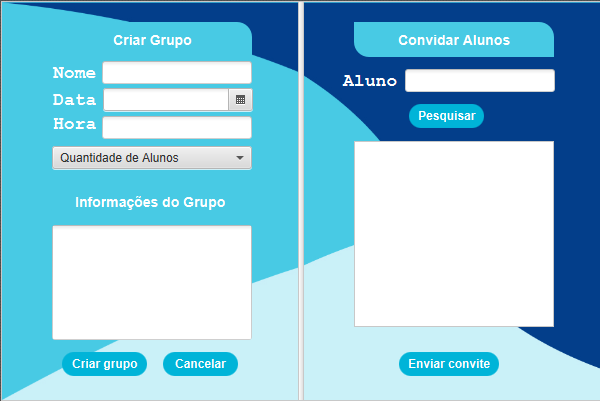 Criar Grupo
Nome
Data
Hora
Quantidade de Alunos
Informações do Grupo
Criar grupo
Cancelar
Convidar Alunos
Aluno
Pesquisar
Enviar convite